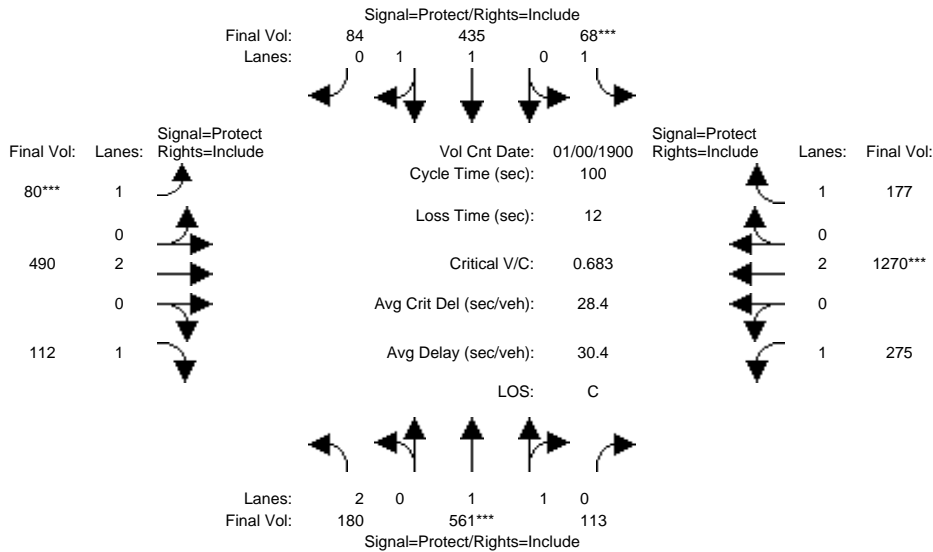 Signal=Protect/Rights=Include
Final Vol: 84 435 68***
Lanes: 0 1 1 0 1
Signal=Protect
Final Vol: Lanes: Rights=Include
Vol Cnt Date: 01/00/1900
Signal=Protect
Rights=Include Lanes: Final Vol:
Cycle Time (sec): 100
80*** 1
1 177
Loss Time (sec): 12
0
0
490 2
Critical V/C: 0.683
2 1270***
0
Avg Crit Del (sec/veh): 28.4
0
112 1
Avg Delay (sec/veh): 30.4
1 275
LOS: C
Lanes: 2 0 1 1 0
Final Vol: 180 561*** 113
Signal=Protect/Rights=Include